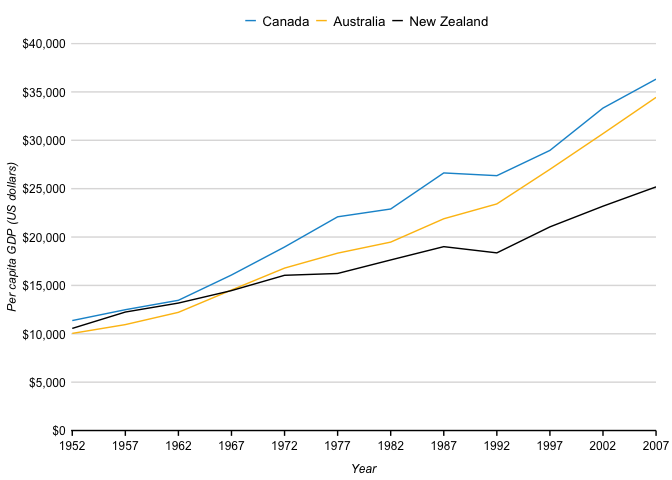 Canada Australia New Zealand
$40,000
$35,000
$30,000
$25,000
$20,000
$15,000
$10,000
$5,000
$0
Per capita GDP (US dollars)
1952 1957 1962 1967 1972 1977 1982 1987 1992 1997 2002 2007
Year